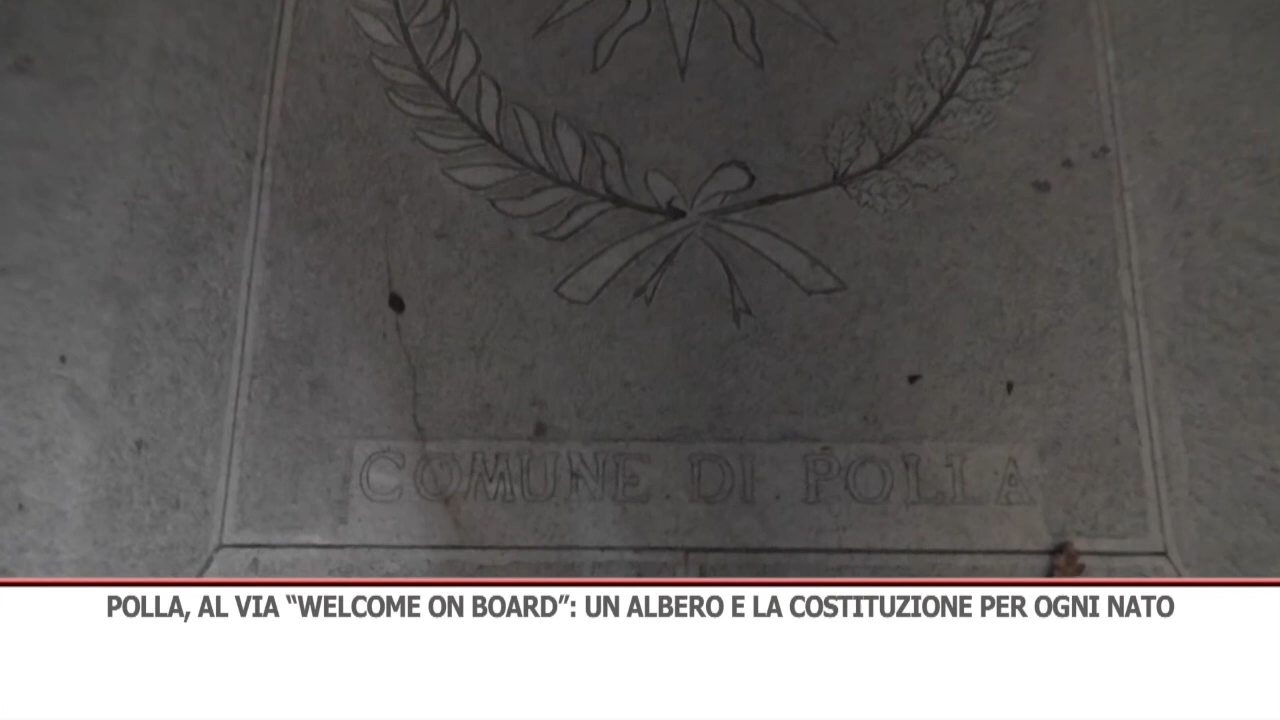 COMUNE DI POLLA
POLLA, AL VIA “WELCOME ON BOARD”: UN ALBERO E LA COSTITUZIONE PER OGNI NATO